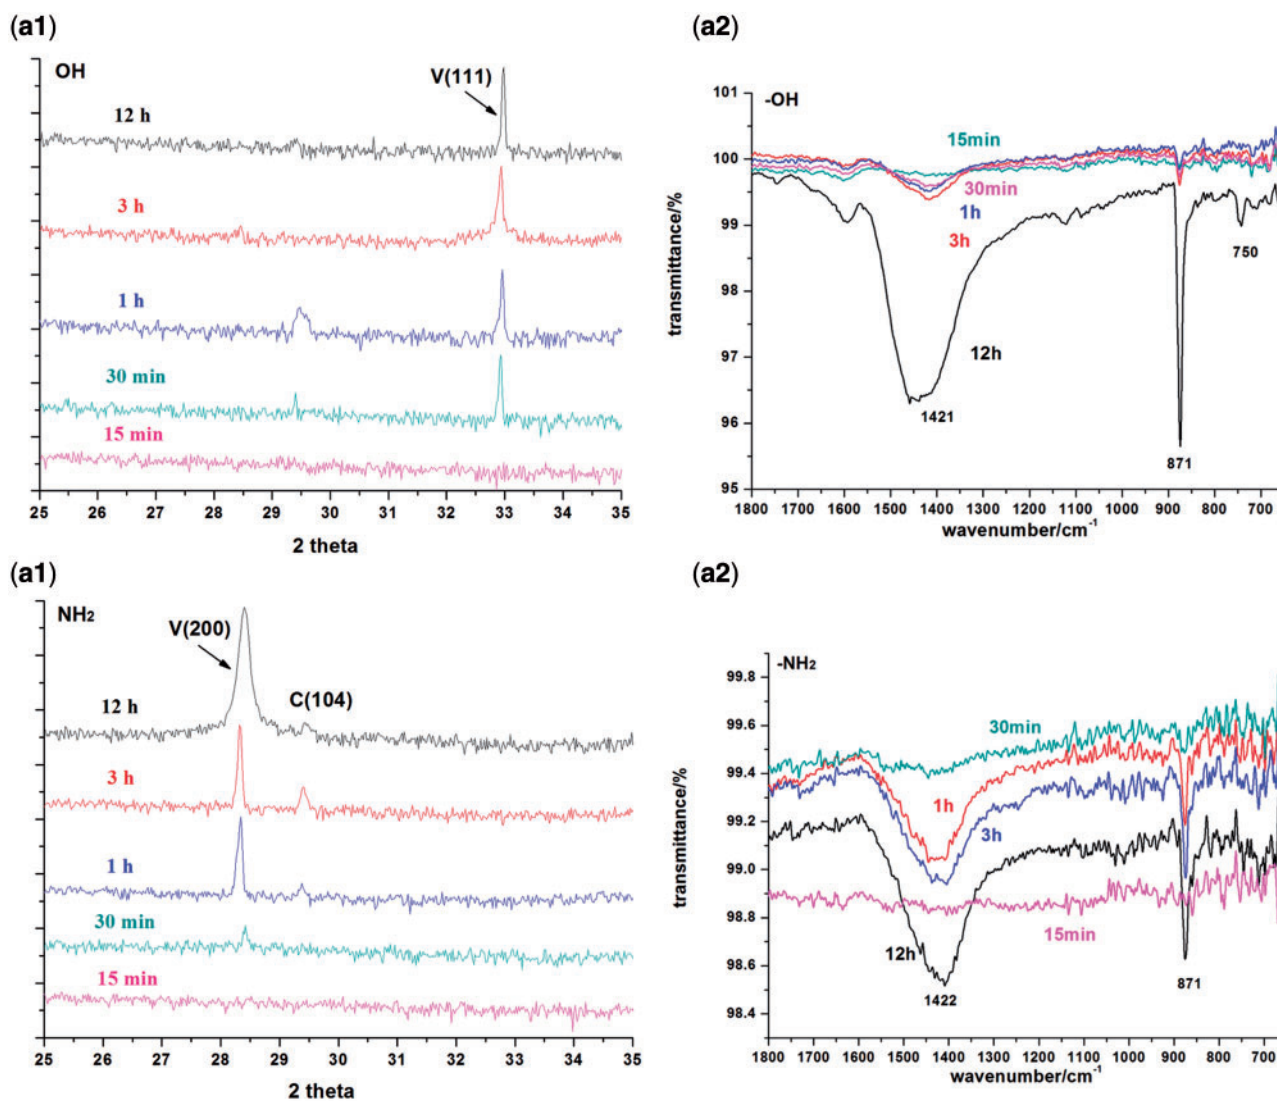 (a1)
OH
V(111)
12 h
3 h
1 h
30 min
15 min
25 26 27 28 29 30 31 32 33 34 35
2 theta
(a2)
-OH
101
100
99
98
97
96
95
transmittance/%
15min
30min
1h
3h
12h
1421
871
750
1800 1700 1600 1500 1400 1300 1200 1100 1000 900 800 700
wavenumber/cm-1
(a1)
NH2
V(200)
C(104)
12 h
3 h
1 h
30 min
15 min
25 26 27 28 29 30 31 32 33 34 35
2 theta
(a2)
-NH2
99.8
99.6
99.4
99.2
99.0
98.8
98.6
98.4
transmittance/%
30min
1h
3h
15min
12h
1422
871
1800 1700 1600 1500 1400 1300 1200 1100 1000 900 800 700
wavenumber/cm-1